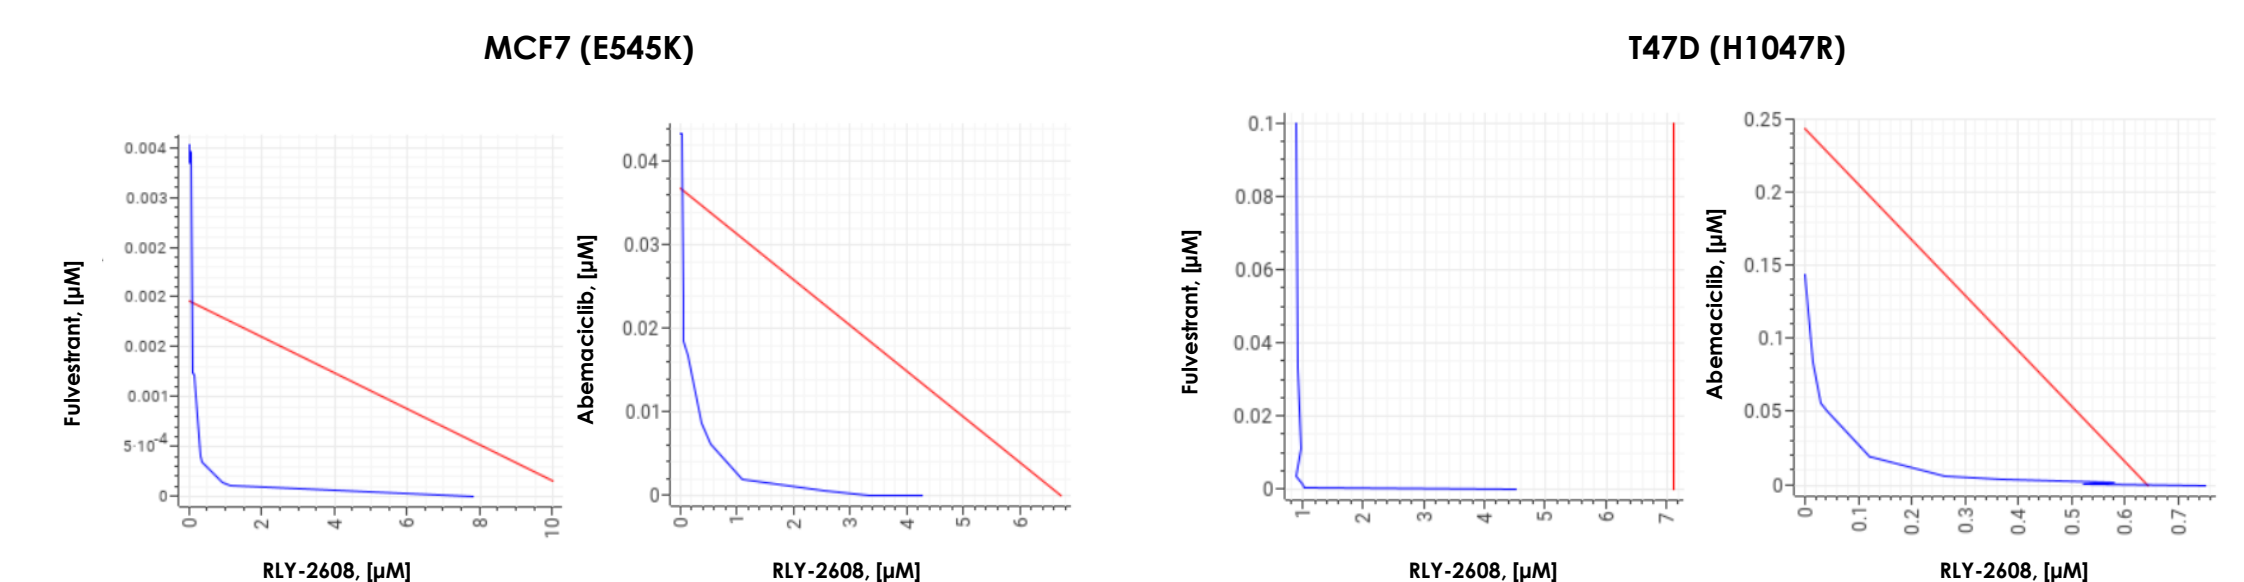 MCF7 (E545K)
T47D (H1047R)
Fulvestrant, [µM]
0.004
0.003
0.002
0.002
0.002
0.001
5·10⁻⁴
0
0 2 4 6 8 10
RLY-2608, [µM]
Abemaciclib, [µM]
0.04
0.03
0.02
0.01
0
0 1 2 3 4 5 6
RLY-2608, [µM]
Fulvestrant, [µM]
0.1
0.08
0.06
0.04
0.02
0
1 2 3 4 5 6 7
RLY-2608, [µM]
Abemaciclib, [µM]
0.25
0.2
0.15
0.1
0.05
0
0 0.1 0.2 0.3 0.4 0.5 0.6 0.7
RLY-2608, [µM]